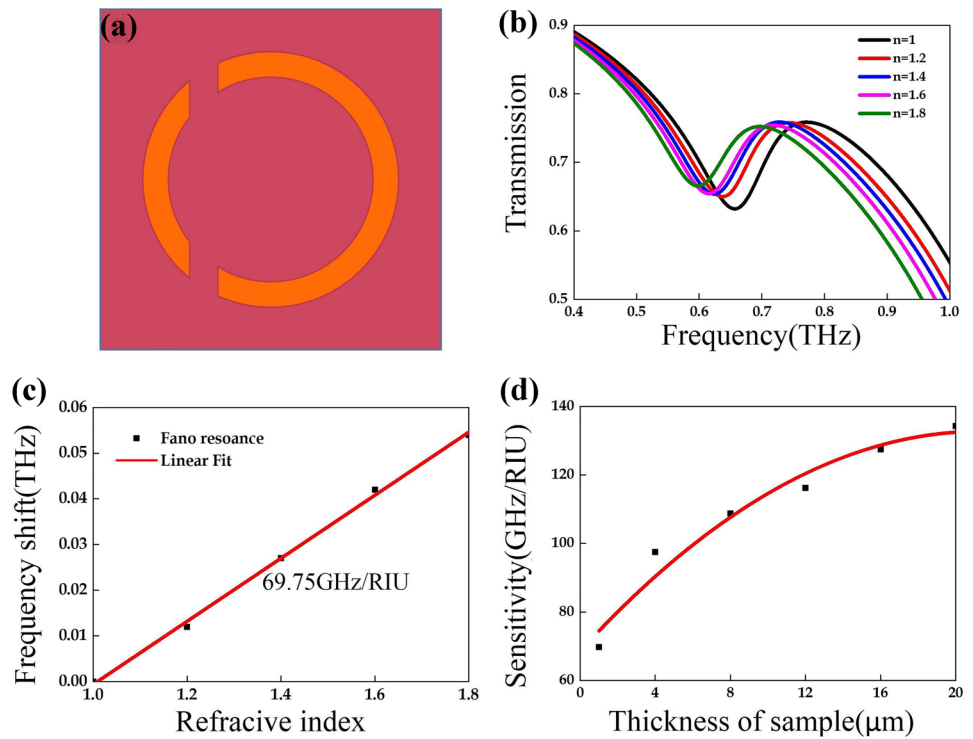 (a)
(b)
0.9
0.8
0.7
0.6
0.5
0.4
0.5
0.6
0.7
0.8
0.9
1.0
Transmission
Frequency(THz)
n=1
n=1.2
n=1.4
n=1.6
n=1.8
(c)
0.06
0.05
0.04
0.03
0.02
0.01
0.00
1.0
1.2
1.4
1.6
1.8
Frequency shift(THz)
Refracive index
Fano resoance
Linear Fit
69.75GHz/RIU
(d)
140
120
100
80
60
0
4
8
12
16
20
Sensitivity(GHz/RIU)
Thickness of sample(μm)